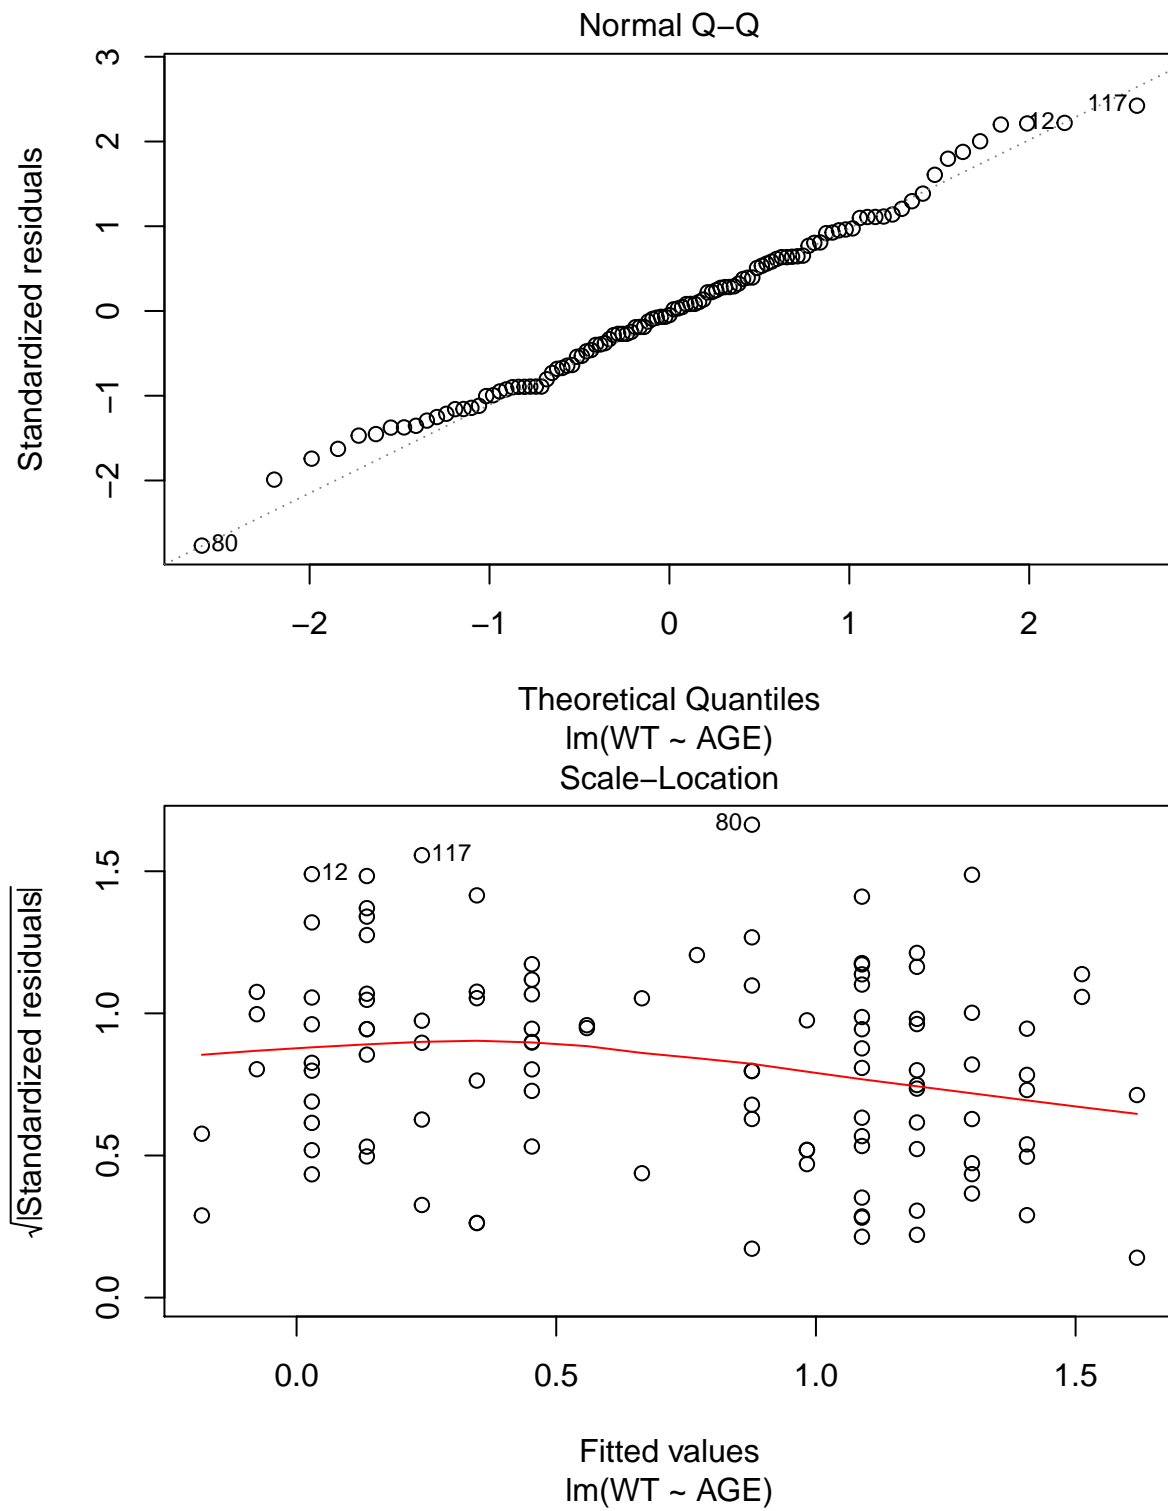 Normal Q−Q
Standardized residuals
3
2
1
0
−1
−2
117
12
80
−2 −1 0 1 2
Theoretical Quantiles
lm(WT ~ AGE)
Scale−Location
√|Standardized residuals|
1.5
1.0
0.5
0.0
80
117
12
0.0 0.5 1.0 1.5
Fitted values
lm(WT ~ AGE)